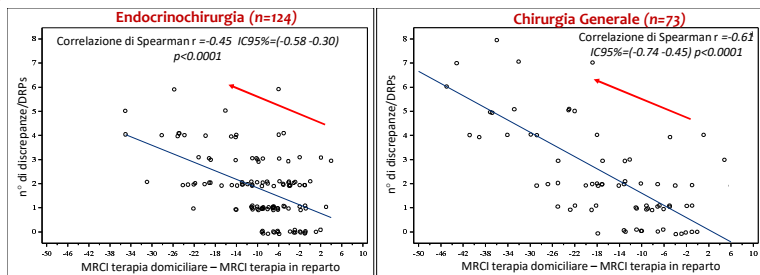 Endocrinochirurgia (n=124)
Correlazione di Spearman r =-0.45 IC95%=(-0.58 -0.30)
p<0.0001
n° di discrepanze/DRPs
8
7
6
5
4
3
2
1
0
-50 -46 -42 -38 -34 -30 -26 -22 -18 -14 -10 -6 -2 2 6 10
MRCI terapia domiciliare – MRCI terapia in reparto
Chirurgia Generale (n=73)
Correlazione di Spearman r =-0.61
IC95%=(-0.74 -0.45) p<0.0001
n° di discrepanze/DRPs
8
7
6
5
4
3
2
1
0
-50 -46 -42 -38 -34 -30 -26 -22 -18 -14 -10 -6 -2 2 6 10
MRCI terapia domiciliare – MRCI terapia in reparto